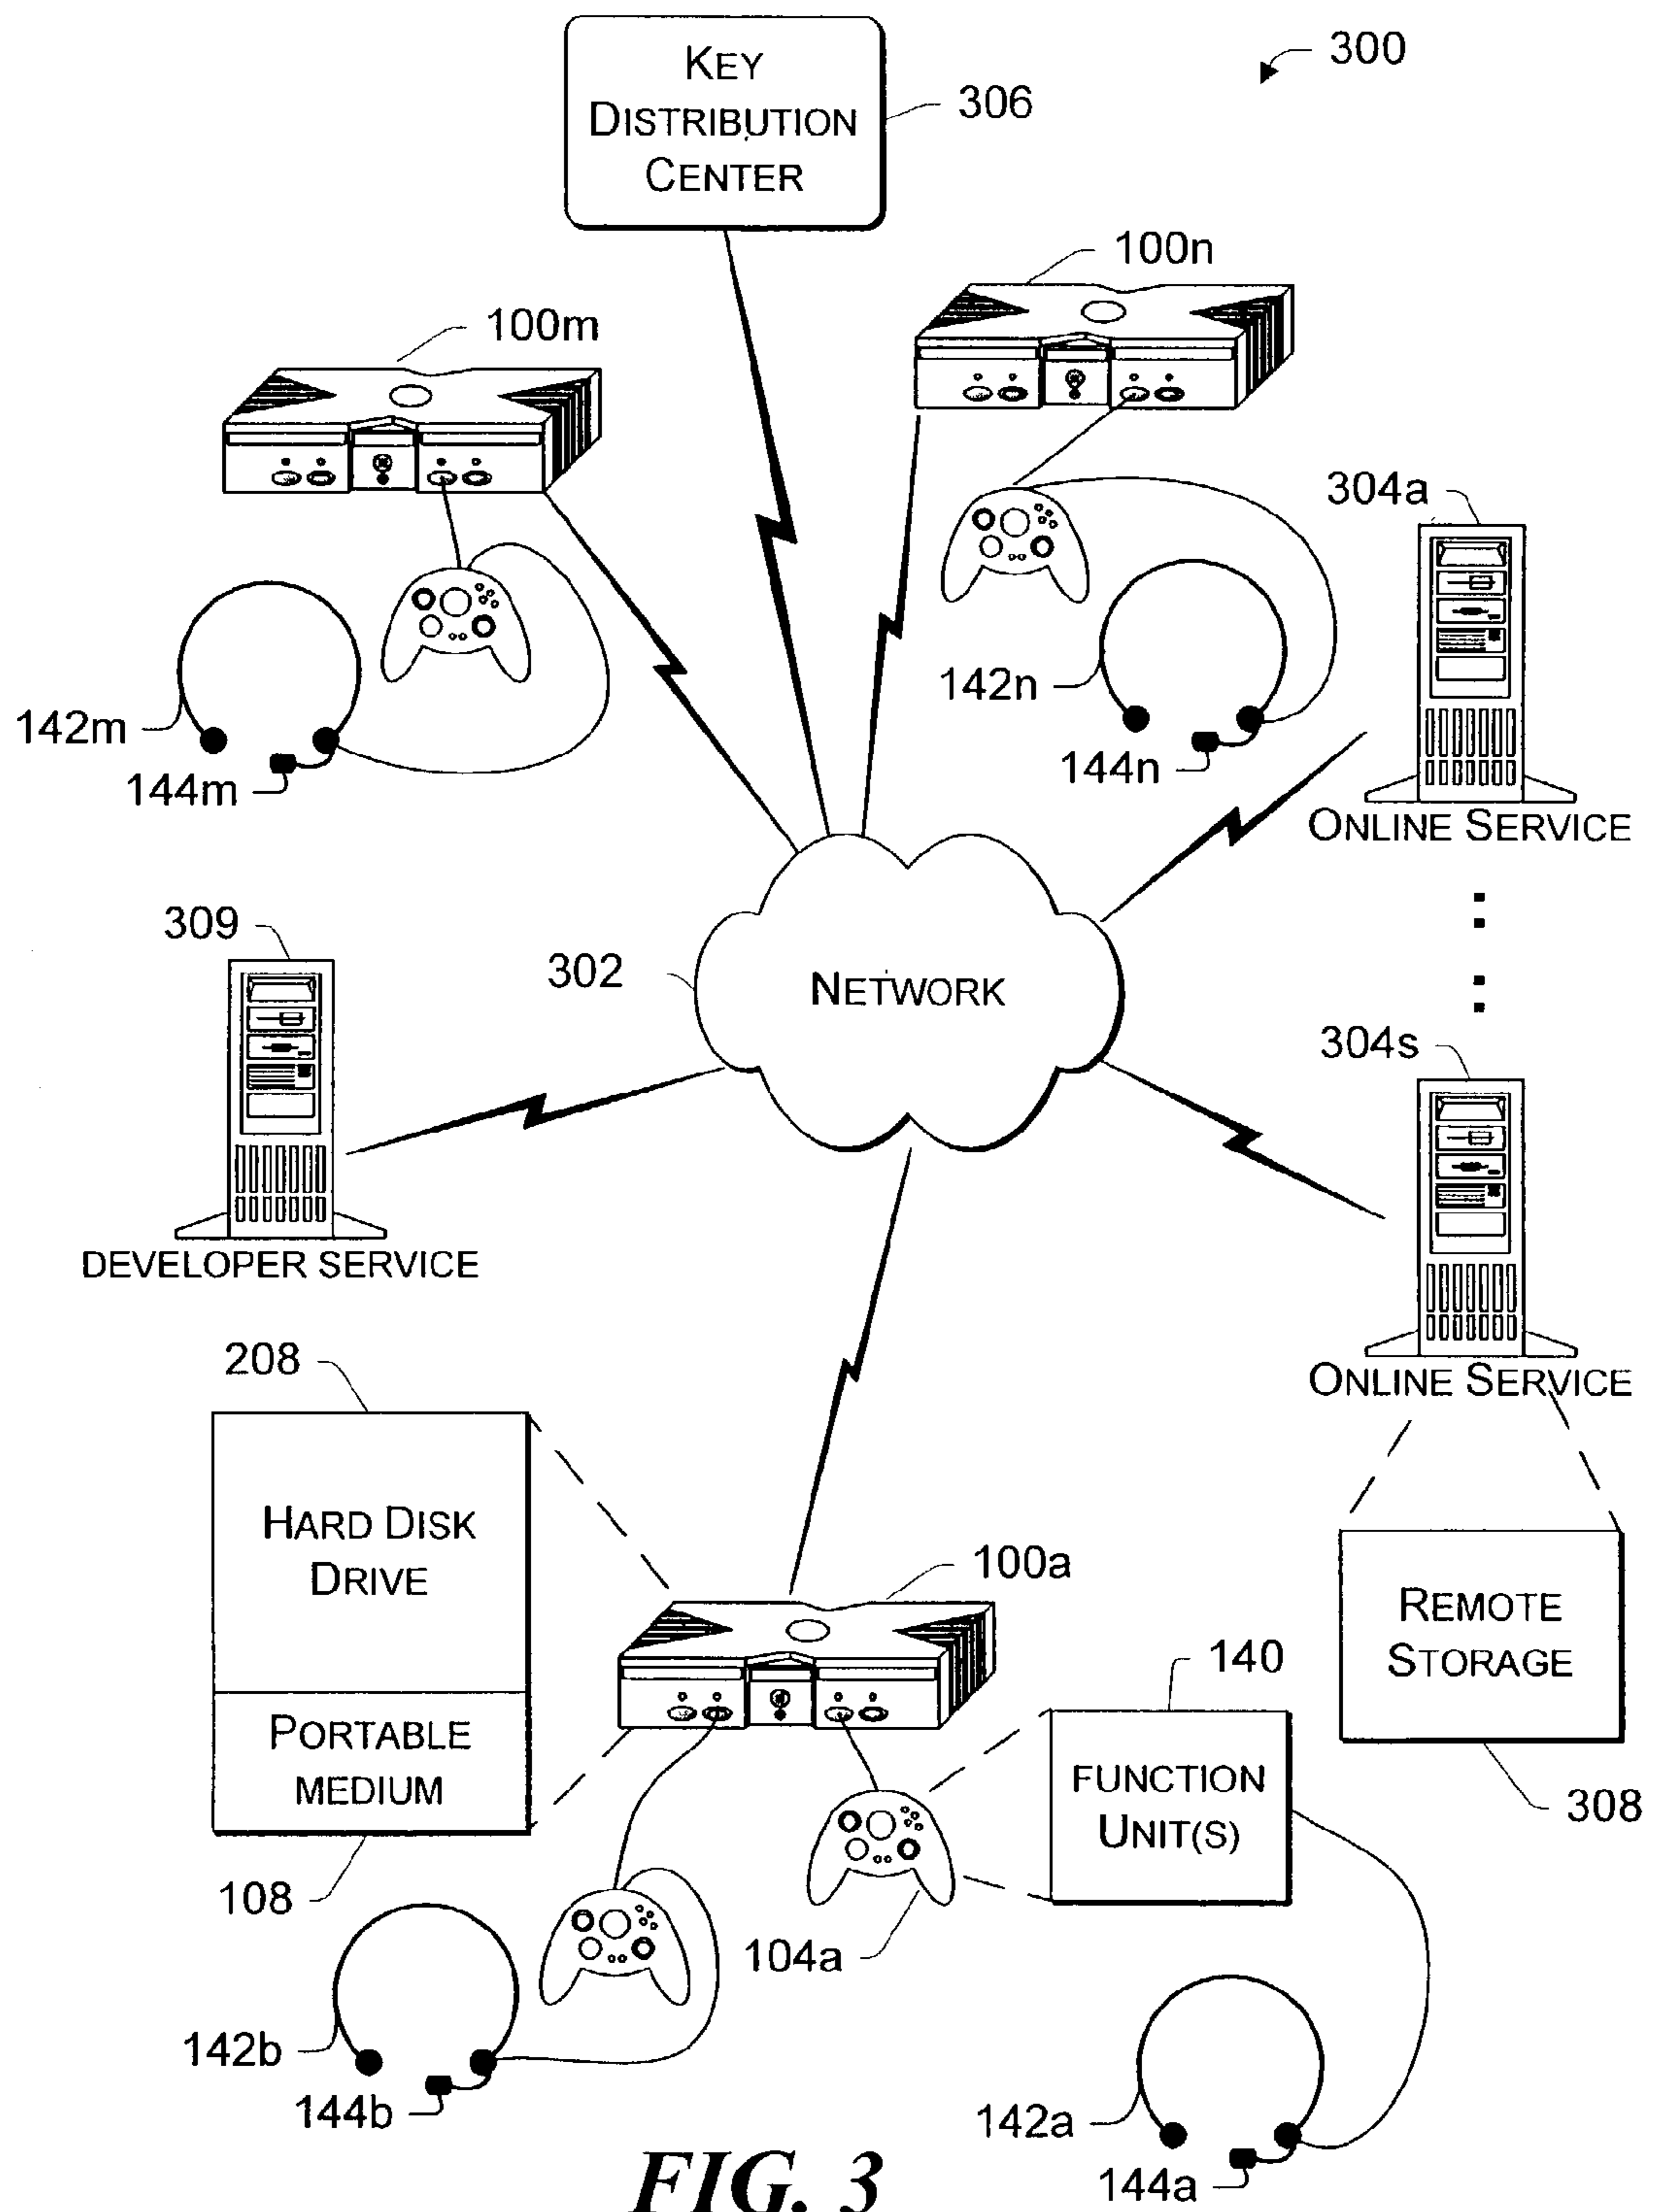 300
KEY
DISTRIBUTION
CENTER
306
100n
100m
304a
142n
142m
144n
144m
ONLINE SERVICE
309
302
NETWORK
304s
DEVELOPER SERVICE
208
ONLINE SERVICE
HARD DISK
DRIVE
100a
REMOTE
STORAGE
140
PORTABLE
MEDIUM
FUNCTION
UNIT(S)
308
108
104a
142b
144b
142a
144a
FIG. 3